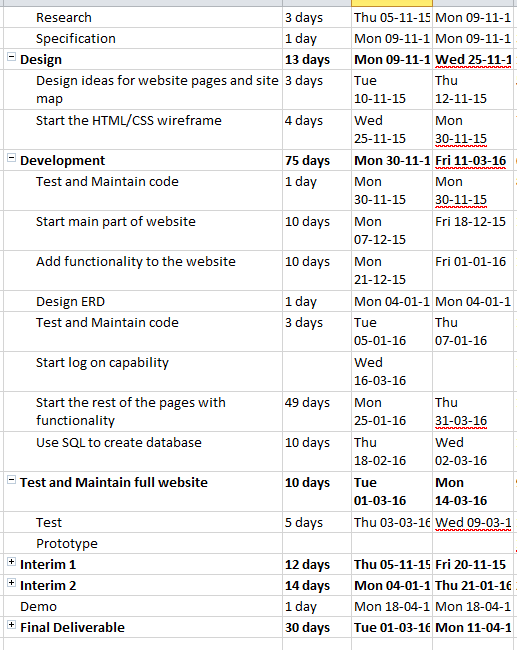 Research 3 days Thu 05-11-15 Mon 09-11-1
Specification 1 day Mon 09-11-1 Mon 09-11-1
Design 13 days Mon 09-11-1 Wed 25-11-1
Design ideas for website pages and site 3 days Tue Thu
map 10-11-15 12-11-15
Start the HTML/CSS wireframe 4 days Wed Mon
25-11-15 30-11-15
Development 75 days Mon 30-11-1 Fri 11-03-16
Test and Maintain code 1 day Mon Mon
30-11-15 30-11-15
Start main part of website 10 days Mon Fri 18-12-15
07-12-15
Add functionality to the website 10 days Mon Fri 01-01-16
21-12-15
Design ERD 1 day Mon 04-01-1 Mon 04-01-1
Test and Maintain code 3 days Tue Thu
05-01-16 07-01-16
Start log on capability Wed
16-03-16
Start the rest of the pages with 49 days Mon Thu
functionality 25-01-16 31-03-16
Use SQL to create database 10 days Thu Wed
18-02-16 02-03-16
Test and Maintain full website 10 days Tue Mon
01-03-16 14-03-16
Test 5 days Thu 03-03-16 Wed 09-03-1
Prototype
Interim 1 12 days Thu 05-11-15 Fri 20-11-15
Interim 2 14 days Mon 04-01-1 Thu 21-01-16
Demo 1 day Mon 18-04-1 Mon 18-04-1
Final Deliverable 30 days Tue 01-03-16 Mon 11-04-1